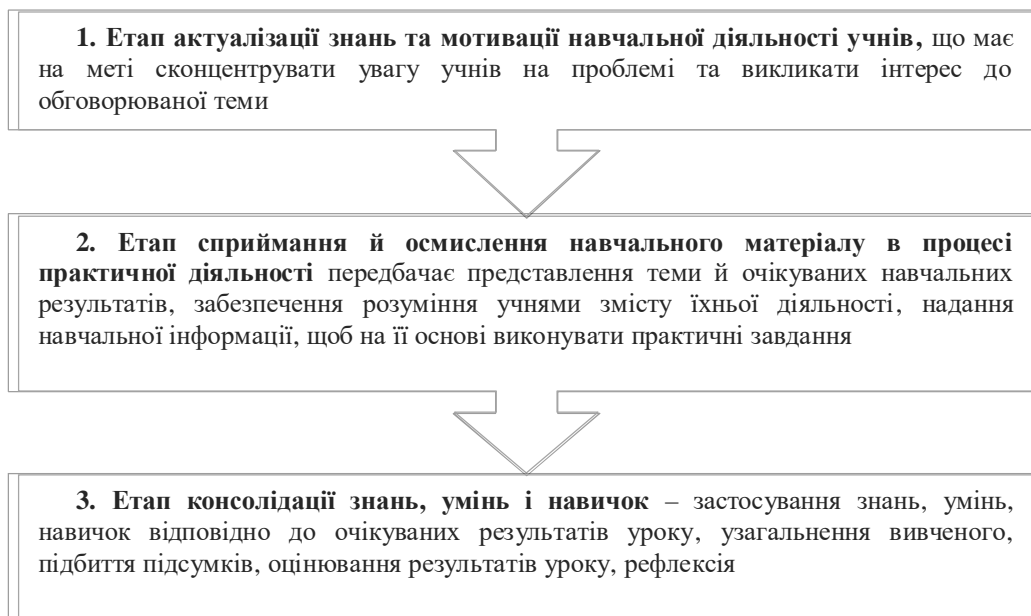 1. Етап актуалізації знань та мотивації навчальної діяльності учнів, що має
на меті сконцентрувати увагу учнів на проблемі та викликати інтерес до
обговорюваної теми
2. Етап сприймання й осмислення навчального матеріалу в процесі
практичної діяльності передбачає представлення теми й очікуваних навчальних
результатів, забезпечення розуміння учнями змісту їхньої діяльності, надання
навчальної інформації, щоб на її основі виконувати практичні завдання
3. Етап консолідації знань, умінь і навичок – застосування знань, умінь,
навичок відповідно до очікуваних результатів уроку, узагальнення вивченого,
підбиття підсумків, оцінювання результатів уроку, рефлексія